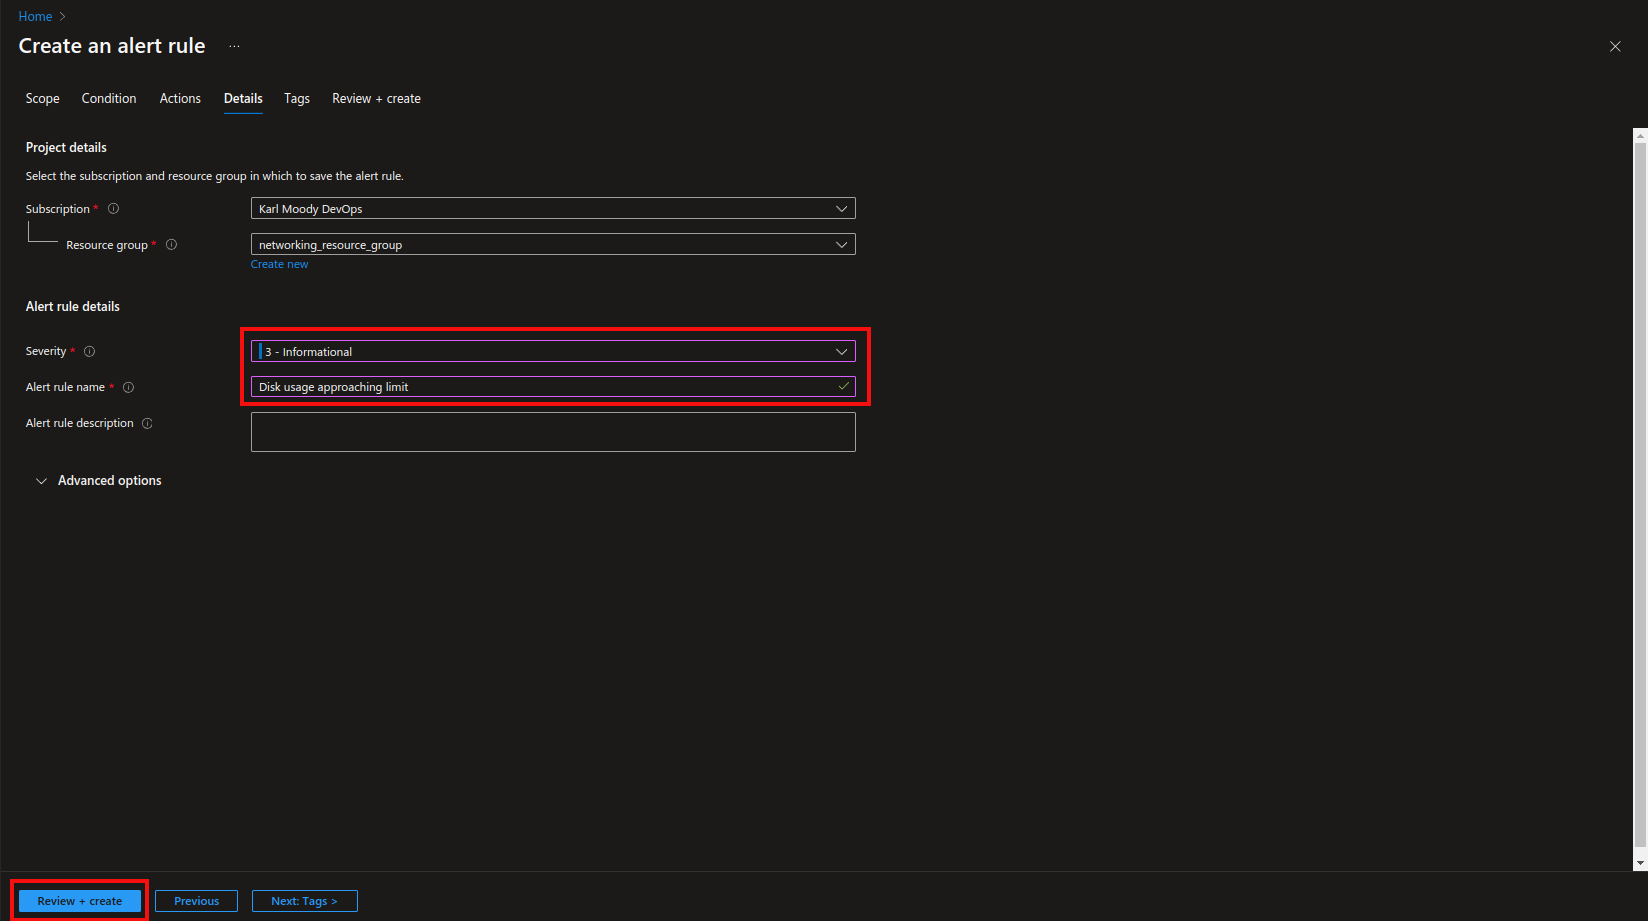 Home >
Create an alert rule ...
Scope Condition Actions Details Tags Review + create
Project details
Select the subscription and resource group in which to save the alert rule.
Subscription * Karl Moody DevOps
Resource group * networking_resource_group
Create new
Alert rule details
Severity * 3 - Informational
Alert rule name * Disk usage approaching limit
Alert rule description
Advanced options
Review + create Previous Next: Tags >